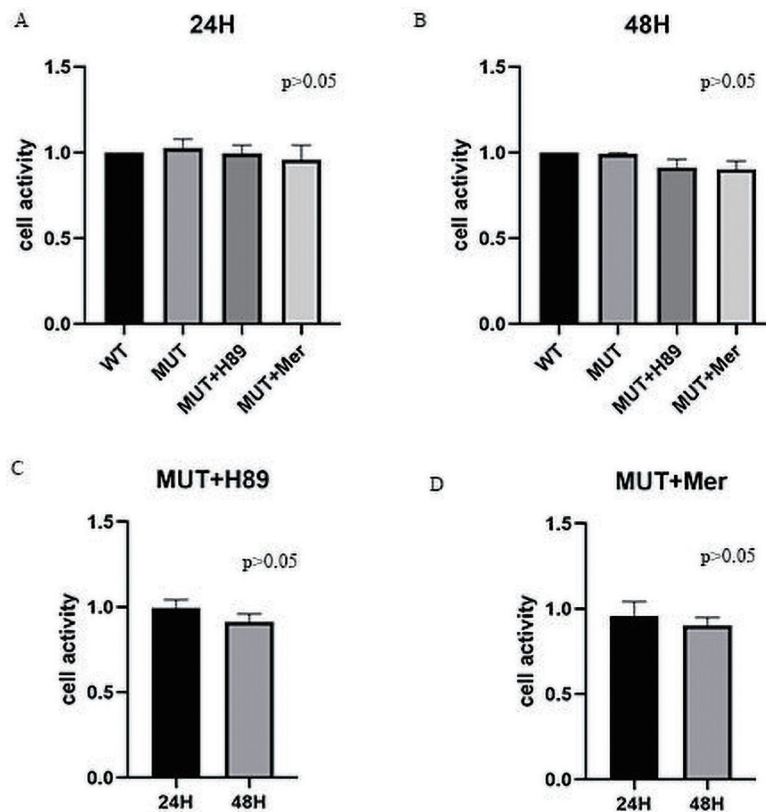 A
24H
cell activity
1.5
1.0
0.5
0.0
p>0.05
WT
MUT
MUT+H89
MUT+Mer
B
48H
cell activity
1.5
1.0
0.5
0.0
p>0.05
WT
MUT
MUT+H89
MUT+Mer
C
MUT+H89
cell activity
1.5
1.0
0.5
0.0
p>0.05
24H
48H
D
MUT+Mer
cell activity
1.5
1.0
0.5
0.0
p>0.05
24H
48H